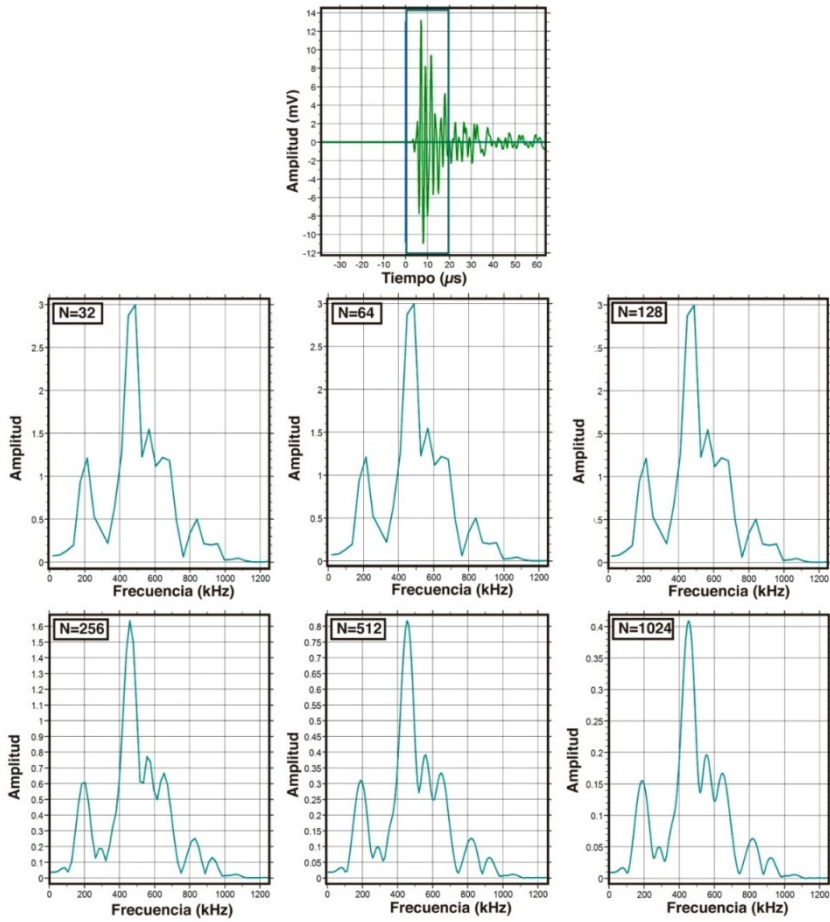 14
12
10
8
6
4
2
0
-2
-4
-6
-8
-10
-12
Amplitud (mV)
-30 -20 -10 0 10 20 30 40 50 60
Tiempo (µs)
N=32
3
2.5
2
1.5
1
0.5
0
Amplitud
0 200 400 600 800 1000 1200
Frecuencia (kHz)
N=64
3
2.5
2
1.5
1
0.5
0
Amplitud
0 200 400 600 800 1000 1200
Frecuencia (kHz)
N=128
3
.5
2
.5
1
.5
0
Amplitud
0 200 400 600 800 1000 1200
Frecuencia (kHz)
N=256
1.6
1.5
1.4
1.3
1.2
1.1
1
0.9
0.8
0.7
0.6
0.5
0.4
0.3
0.2
0.1
0
Amplitud
0 200 400 600 800 1000 1200
Frecuencia (kHz)
N=512
0.8
0.75
0.7
0.65
0.6
0.55
0.5
0.45
0.4
0.35
0.3
0.25
0.2
0.15
0.1
0.05
0
Amplitud
0 200 400 600 800 1000 1200
Frecuencia (kHz)
N=1024
0.4
0.35
0.3
0.25
0.2
0.15
0.1
0.05
0
Amplitud
0 200 400 600 800 1000 1200
Frecuencia (kHz)